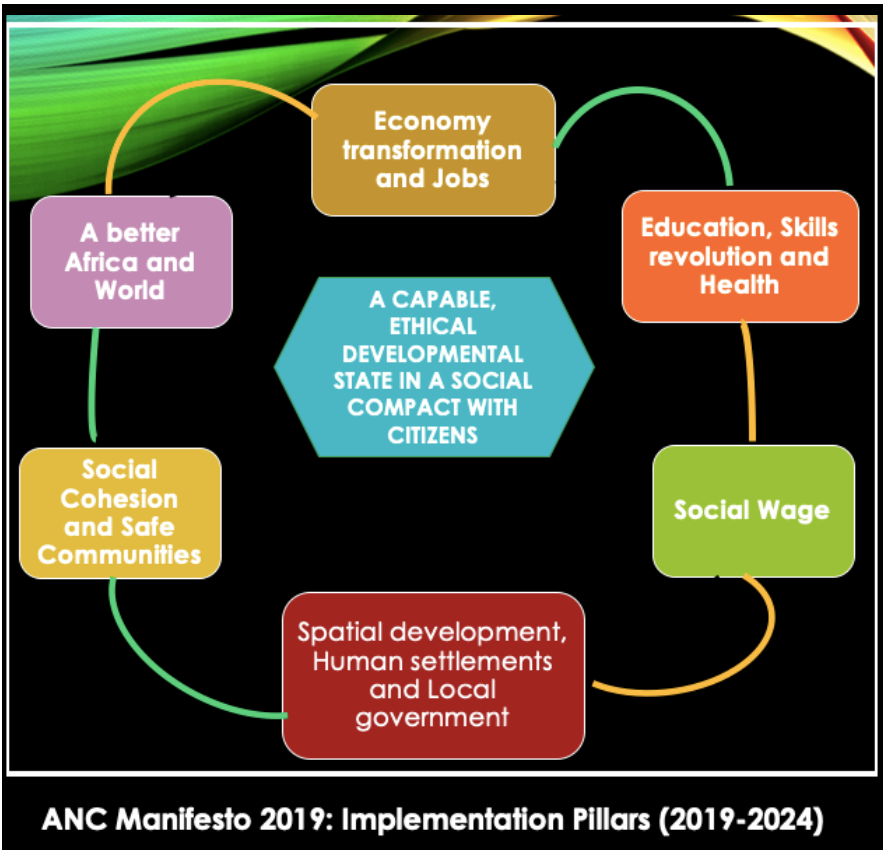 Economy
transformation
and Jobs
Education, Skills
revolution and
Health
Social Wage
Spatial development,
Human settlements
and Local
government
Social
Cohesion
and Safe
Communities
A better
Africa and
World
A CAPABLE,
ETHICAL
DEVELOPMENTAL
STATE IN A SOCIAL
COMPACT WITH
CITIZENS
ANC Manifesto 2019: Implementation Pillars (2019-2024)